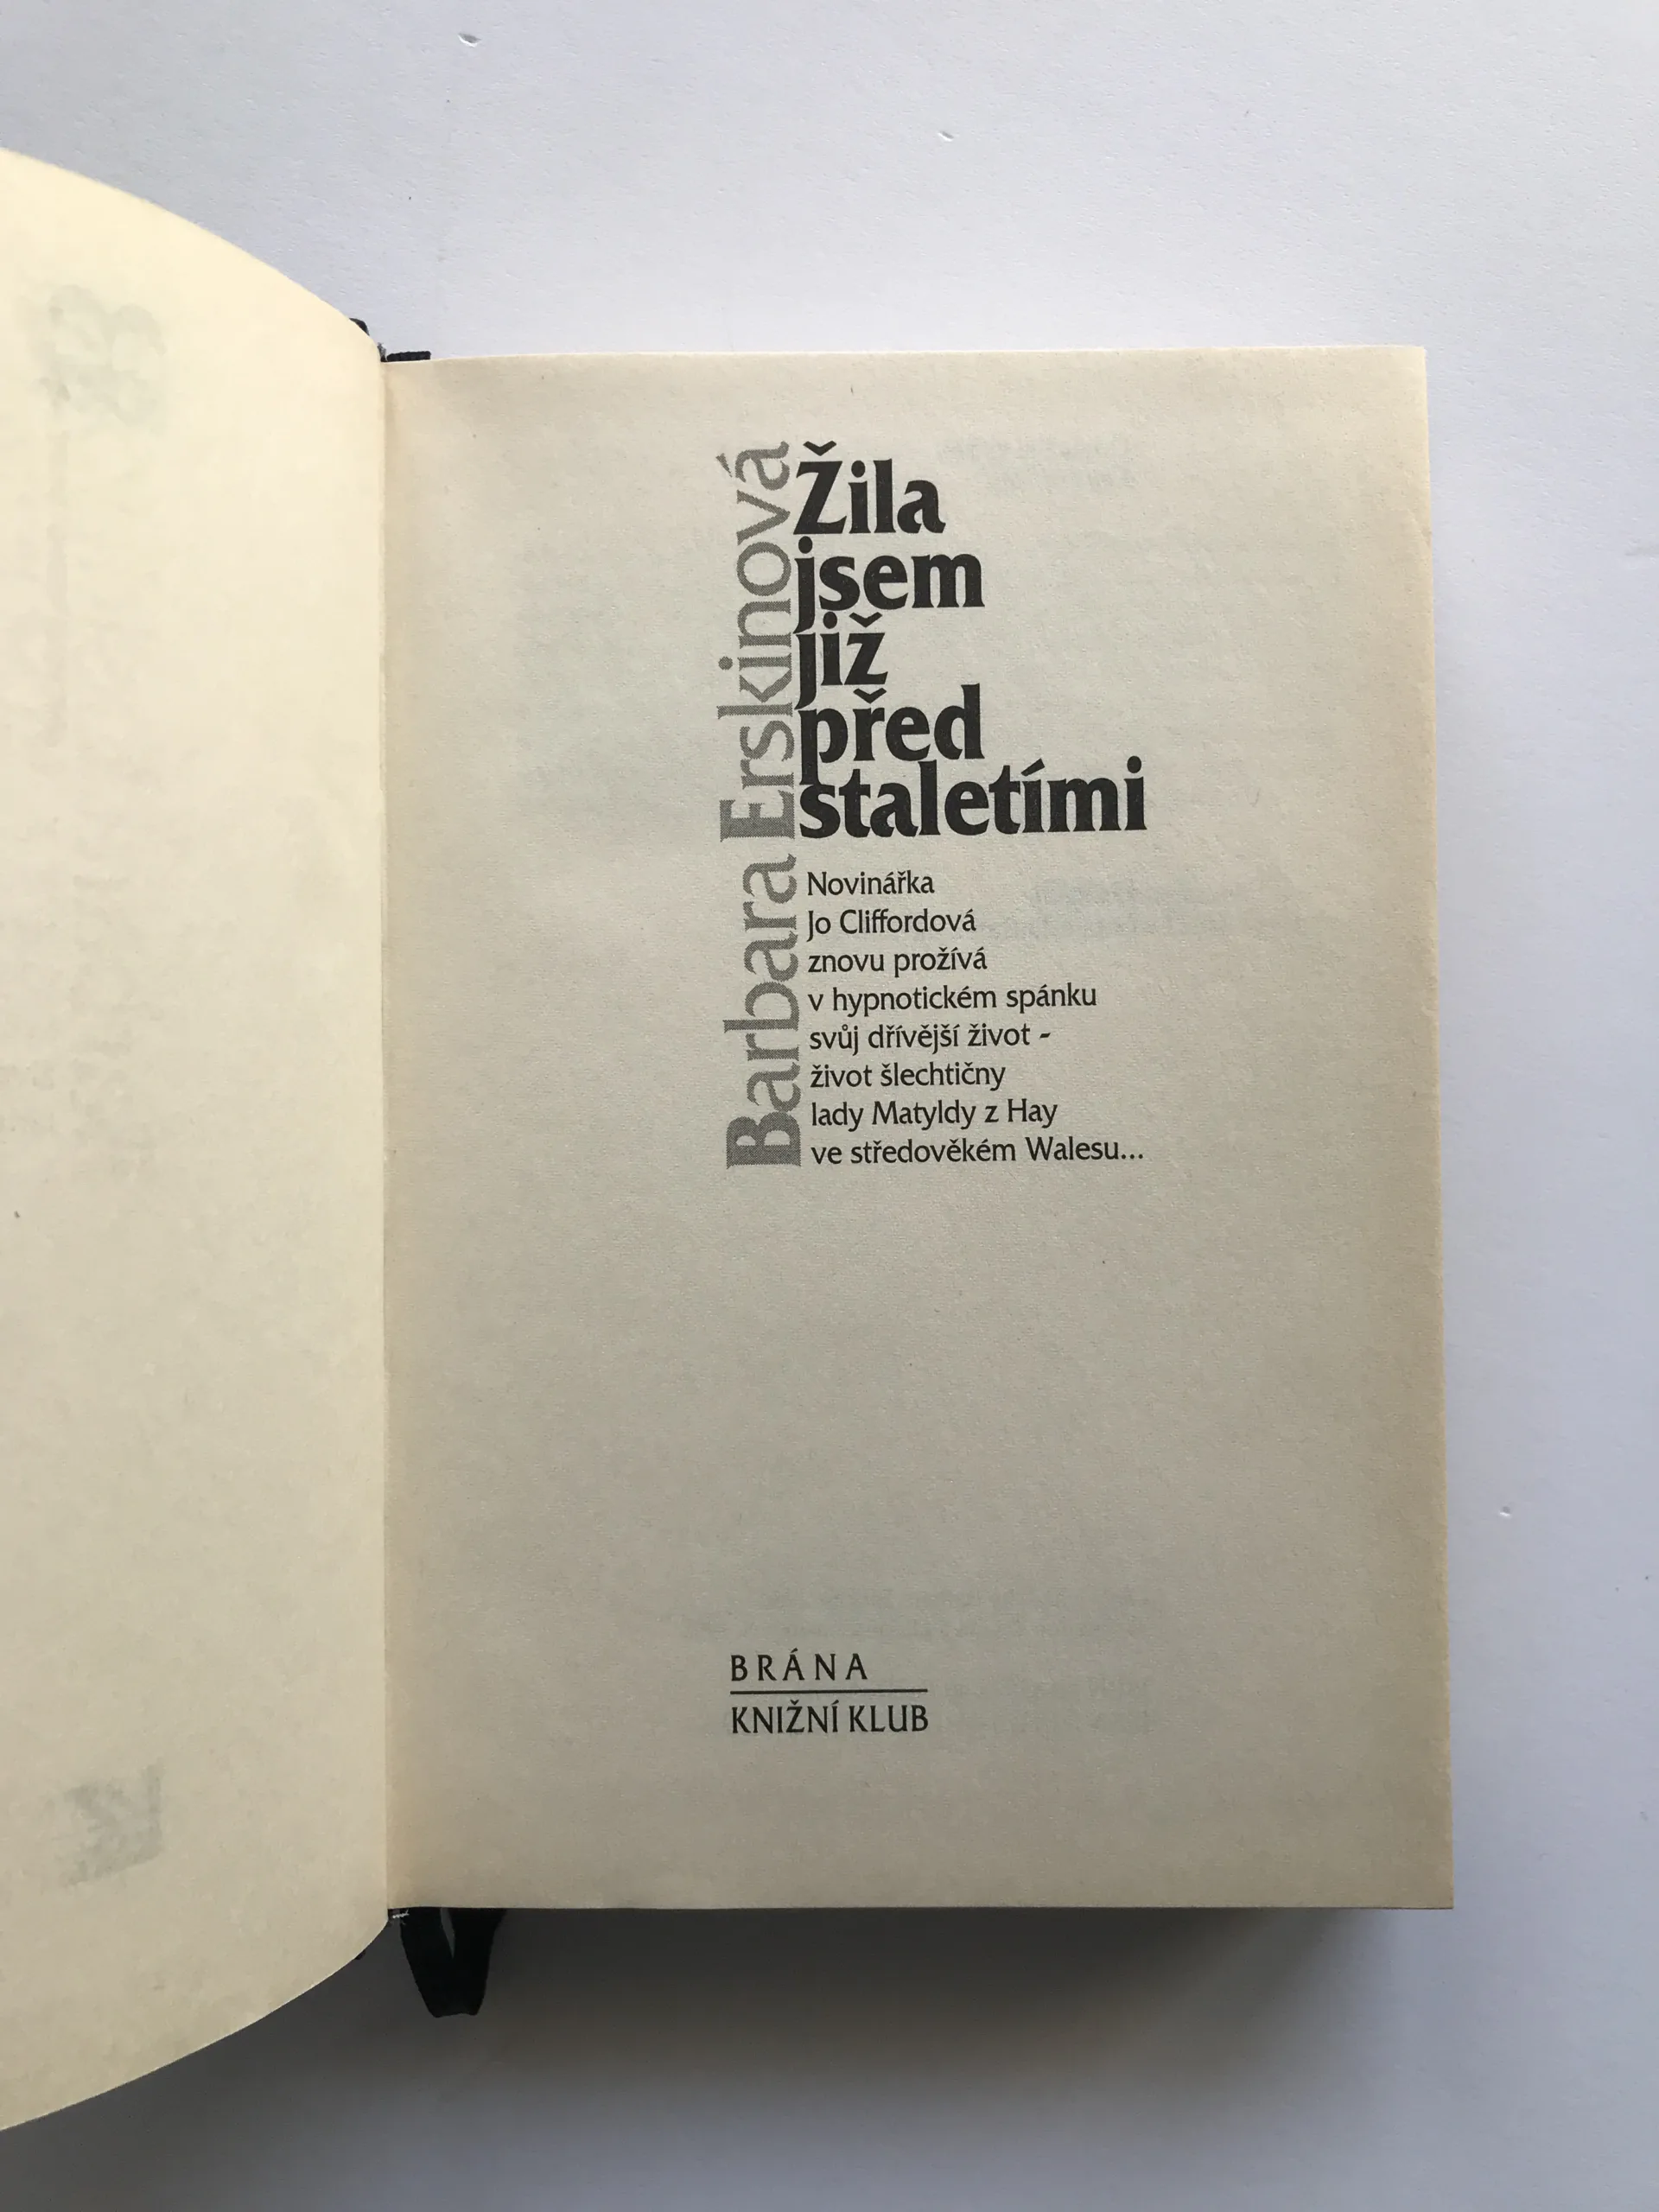 Barbara Erskinová
Žila
jsem
již
před
staletími
Novinářka
Jo Cliffordová
znovu prožívá
v hypnotickém spánku
svůj dřívější život -
život šlechtičny
lady Matyldy z Hay
ve středověkém Walesu...
BRÁNA
KNIŽNÍ KLUB